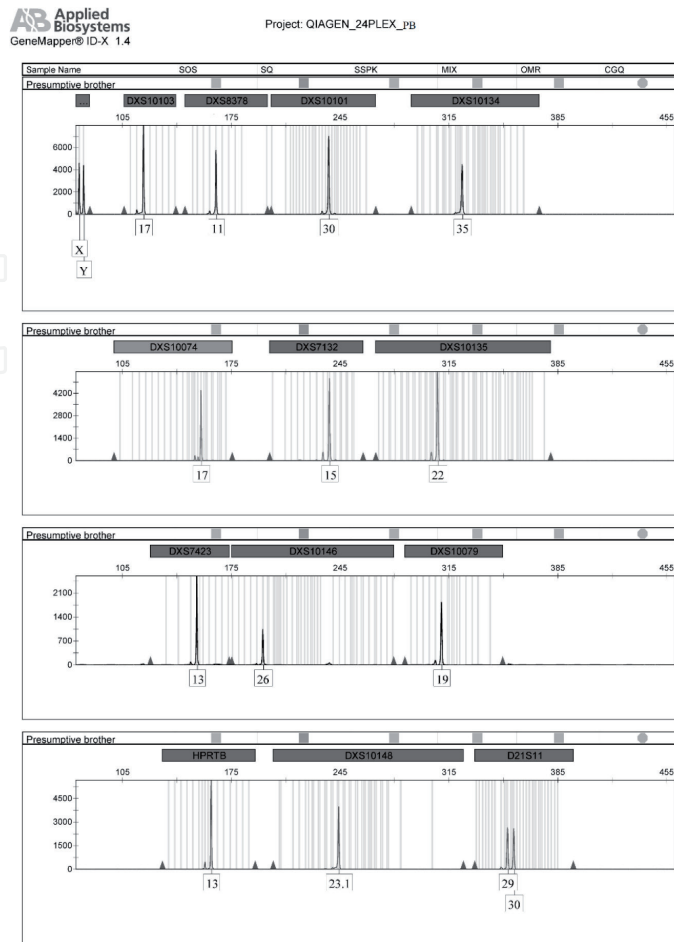 AB Applied
Biosystems
GeneMapper® ID-X 1.4
Project: QIAGEN_24PLEX_PB
Sample Name SOS SQ SSPK MIX OMR CGQ
Presumptive brother
... DXS10103 DXS8378 DXS10101 DXS10134
105 175 245 315 385 455
6000
4000
2000
0
17 11 30 35
X
Y
Presumptive brother
DXS10074 DXS7132 DXS10135
105 175 245 315 385 455
4200
2800
1400
0
17 15 22
Presumptive brother
DXS7423 DXS10146 DXS10079
105 175 245 315 385 455
2100
1400
700
0
13 26 19
Presumptive brother
HPRTB DXS10148 D21S11
105 175 245 315 385 455
4500
3000
1500
0
13 23.1 29
30